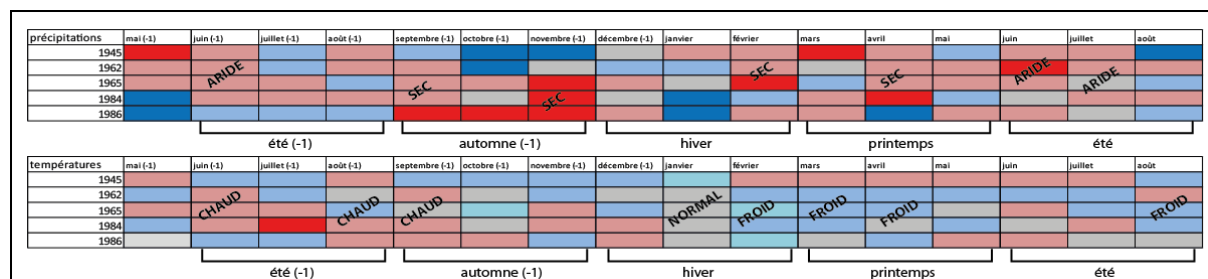 précipitations mai (-1) juin (-1) juillet (-1) août (-1) septembre (-1) octobre (-1) novembre (-1) décembre (-1) janvier février mars avril mai juin juillet août
1945
1962
1965
1984
1986
ARIDE SEC SEC SEC SEC ARIDE ARIDE
été (-1) automne (-1) hiver printemps été
températures mai (-1) juin (-1) juillet (-1) août (-1) septembre (-1) octobre (-1) novembre (-1) décembre (-1) janvier février mars avril mai juin juillet août
1945
1962
1965
1984
1986
CHAUD CHAUD CHAUD NORMAL FROID FROID FROID FROID
été (-1) automne (-1) hiver printemps été